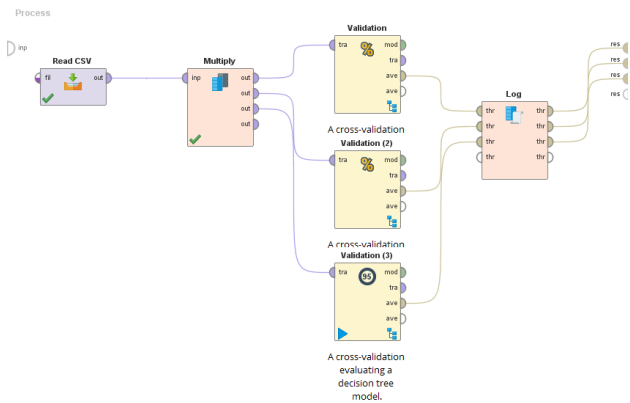 Process
inp
Read CSV
fil
out
Multiply
inp
out
out
out
out
Validation
tra
mod
tra
ave
ave
A cross-validation
Validation (2)
tra
mod
tra
ave
ave
A cross-validation
Validation (3)
tra
95
mod
tra
ave
ave
A cross-validation
evaluating a
decision tree
model.
Log
thr
thr
thr
thr
thr
thr
thr
thr
res
res
res
res